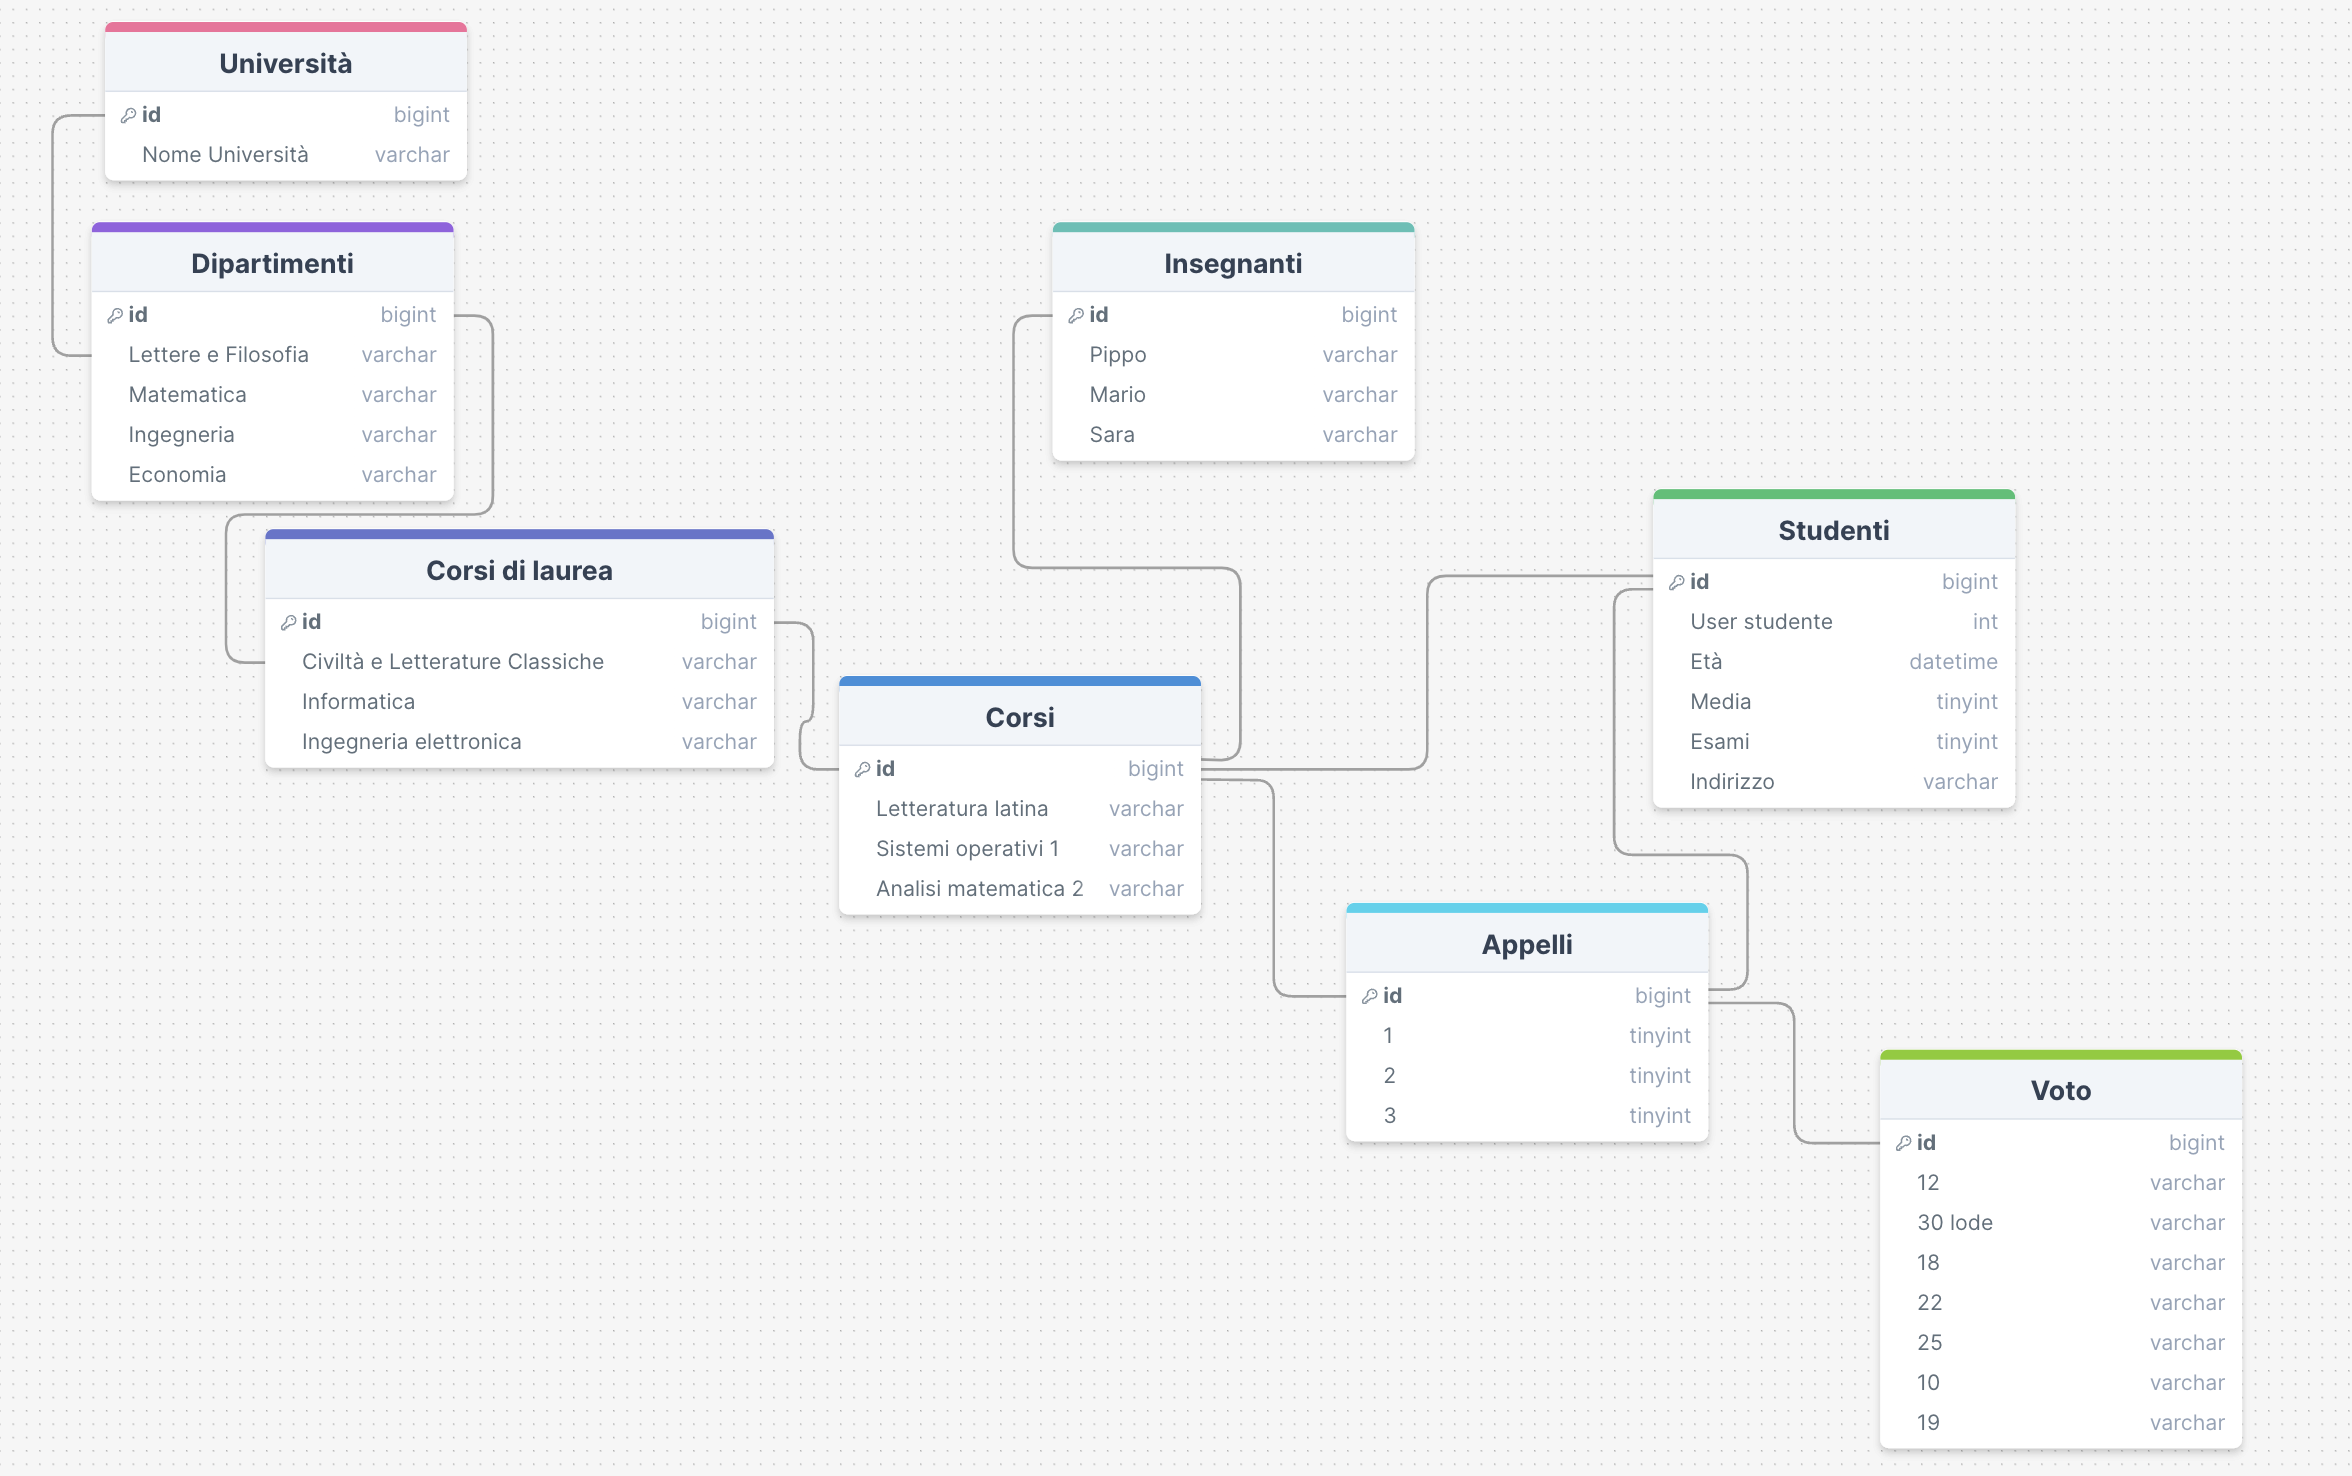 Università
id bigint
Nome Università varchar
Dipartimenti
id bigint
Lettere e Filosofia varchar
Matematica varchar
Ingegneria varchar
Economia varchar
Insegnanti
id bigint
Pippo varchar
Mario varchar
Sara varchar
Corsi di laurea
id bigint
Civiltà e Letterature Classiche varchar
Informatica varchar
Ingegneria elettronica varchar
Studenti
id bigint
User studente int
Età datetime
Media tinyint
Esami tinyint
Indirizzo varchar
Corsi
id bigint
Letteratura latina varchar
Sistemi operativi 1 varchar
Analisi matematica 2 varchar
Appelli
id bigint
1 tinyint
2 tinyint
3 tinyint
Voto
id bigint
12 varchar
30 lode varchar
18 varchar
22 varchar
25 varchar
10 varchar
19 varchar